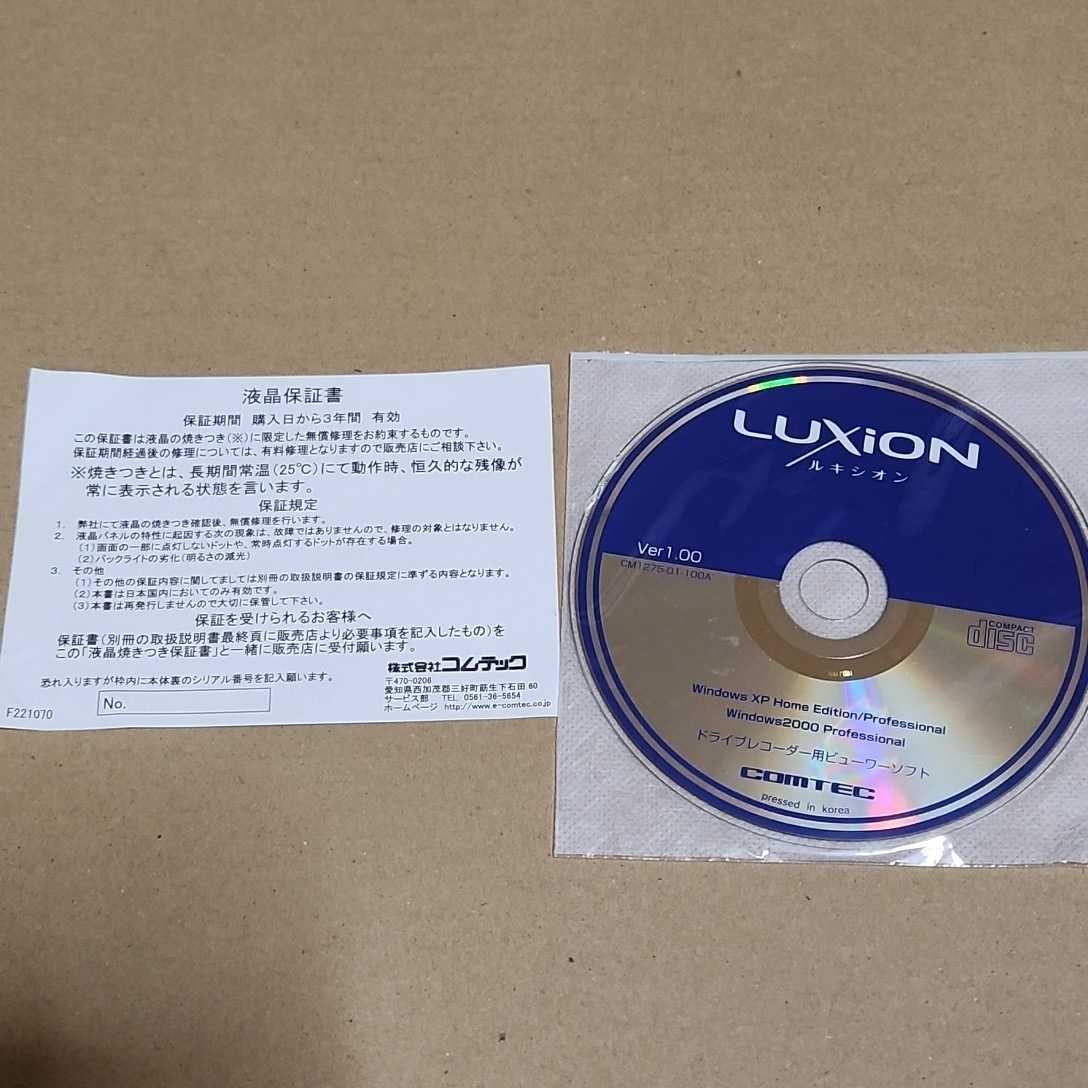 液晶保証書
保証期間 購入日から3年間 有効
この保証書は液晶の焼きつき(※)に限定した無償修理をお約束するものです。
保証期間経過後の修理については、有料修理となりますので販売店にご相談下さい。
※焼きつきとは、長期間常温(25℃)にて動作時、恒久的な残像が
常に表示される状態を言います。
保証規定
1. 弊社にて液晶の焼きつき確認後、無償修理を行います。
2. 液晶パネルの特性に起因する次の現象は、故障ではありませんので、修理の対象とはなりません。
(1)画面の一部に点灯しないドットや、常時点灯するドットが存在する場合。
(2)バックライトの劣化(明るさの減光)
3. その他
(1)その他の保証内容に関してましては別冊の取扱説明書の保証規定に準ずる内容となります。
(2)本書は日本国内においてのみ有効です。
(3)本書は再発行しませんので大切に保管して下さい。
保証を受けられるお客様へ
保証書(別冊の取扱説明書最終頁に販売店より必要事項を記入したもの)を
この「液晶焼きつき保証書」と一緒に販売店に受付願います。
株式会社コムテック
〒470-0206
愛知県西加茂郡三好町莇生下石田 60
サービス部 TEL 0561-36-5654
ホームページ http://www.e-comtec.co.jp
恐れ入りますが枠内に本体裏のシリアル番号を記入願います。
No.
F221070
LUXiON
ルキシオン
Ver1.00
CM1275-01-100A
COMPACT
disc
Windows XP Home Edition/Professional
Windows2000 Professional
ドライブレコーダー用ビューワーソフト
COMTEC
pressed in korea